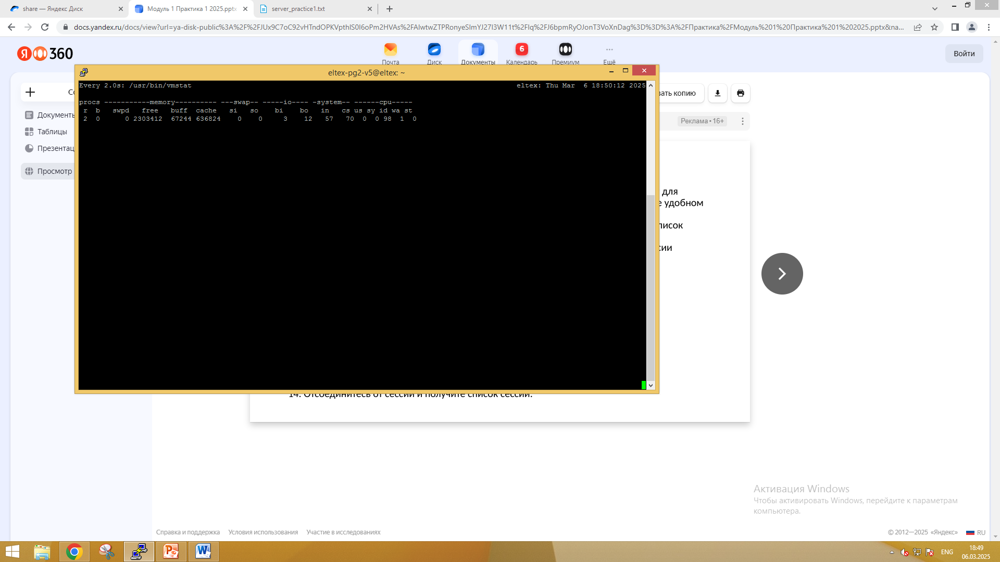 share — Яндекс Диск
Модуль 1 Практика 1 2025.pptx
server_practice1.txt
docs.yandex.ru/docs/view?url=ya-disk-public%3A%2F%2FJUx9C7oC92vHTndOPKVpthIS0I6oPm2HVAs%2FAlwtwZTPRonyeSlmYJ27I3W11t%2FIq%2FJ6bpmRyOJonT3VoXnDag%3D%3D%3A%2FПрактика%2FМодуль%201%20Практика%201%202025.pptx&na...
Я 360
Почта
Диск
Документы
6
Календарь
Премиум
Ещё
Войти
eltex-pg2-v5@eltex: ~
Every 2.0s: /usr/bin/vmstat eltex: Thu Mar  6 18:50:12 2025
procs -----------memory---------- ---swap-- -----io---- -system-- ------cpu-----
r b swpd free buff cache si so bi bo in cs us sy id wa st
2 0 0 2303412 67244 636824 0 0 3 12 57 70 0 0 98 1 0
Со
вать копию
Документы
Таблицы
Презентац
Просмотр
Реклама • 16+
для
е удобном
писок
сии
14. Отсоединитесь от сессии и получите список сессий.
Активация Windows
Чтобы активировать Windows, перейдите к параметрам
компьютера.
Справка и поддержка
Условия использования
Участие в исследованиях
© 2012—2025 «Яндекс»
RU
ENG
18:49
06.03.2025